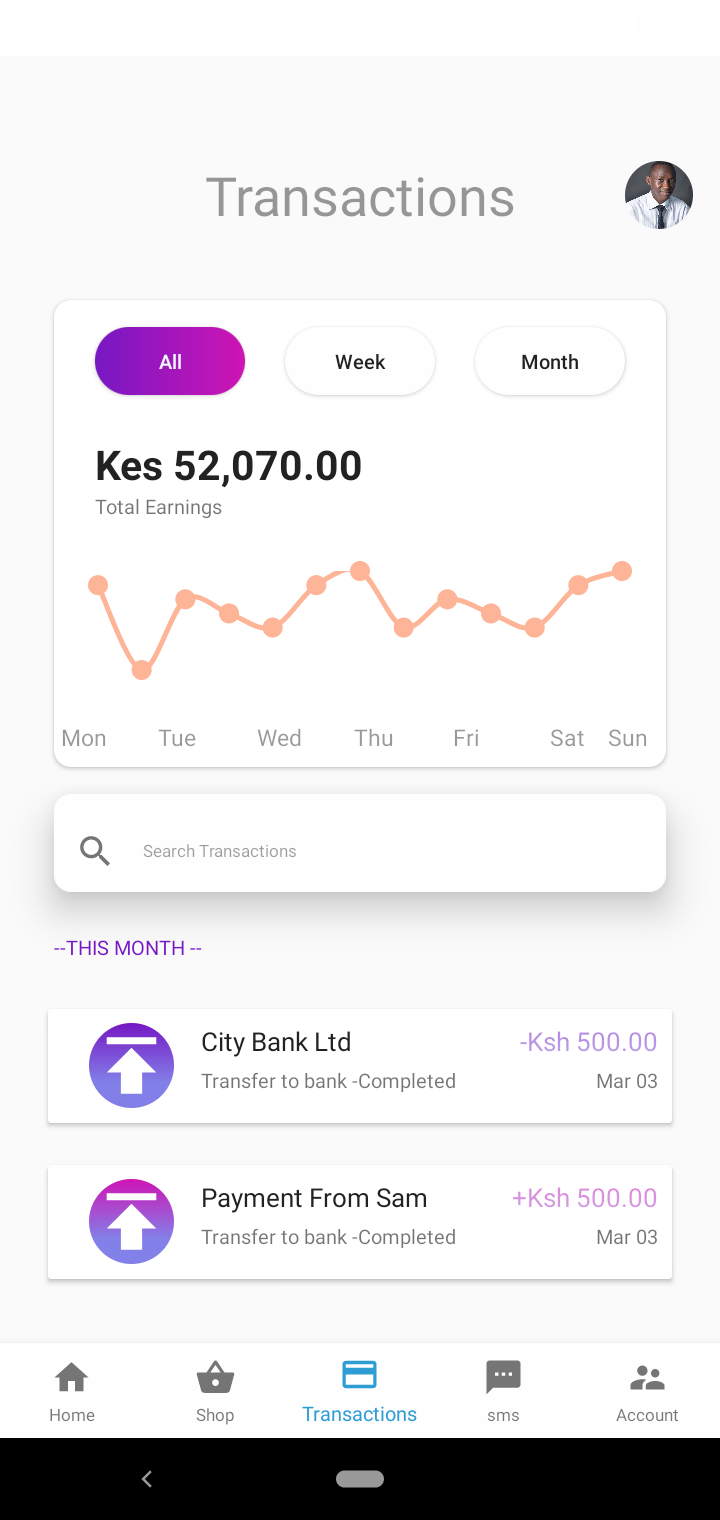 Transactions
All Week Month
Kes 52,070.00
Total Earnings
Mon Tue Wed Thu Fri Sat Sun
Search Transactions
--THIS MONTH --
City Bank Ltd -Ksh 500.00
Transfer to bank -Completed Mar 03
Payment From Sam +Ksh 500.00
Transfer to bank -Completed Mar 03
Home Shop Transactions sms Account